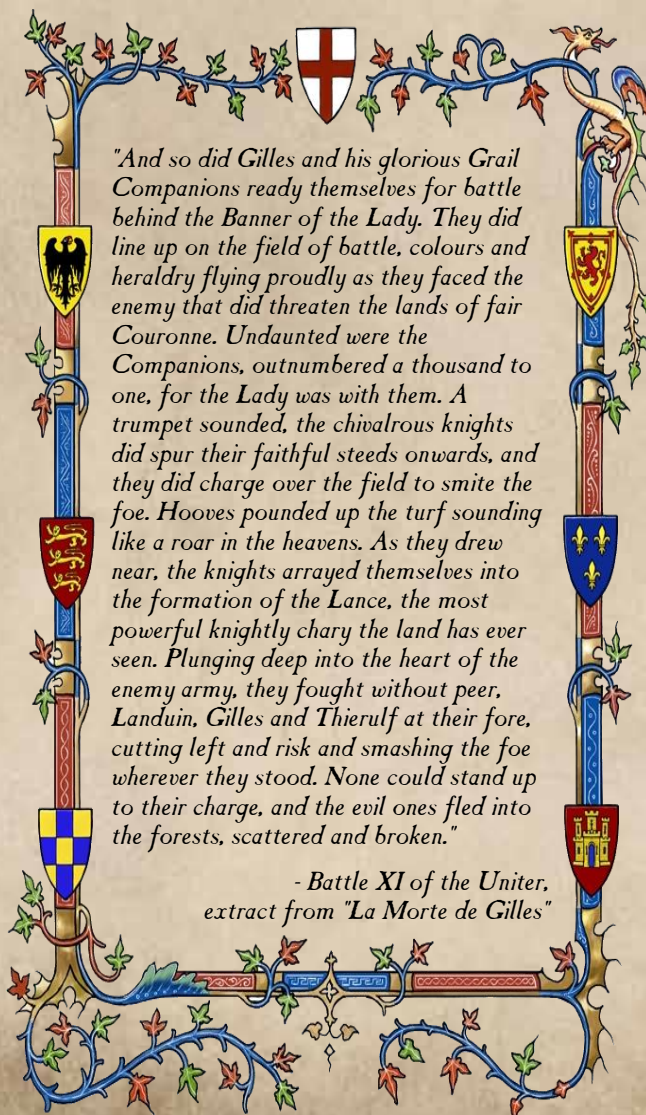 "And so did Gilles and his glorious Grail
Companions ready themselves for battle
behind the Banner of the Lady. They did
line up on the field of battle, colours and
heraldry flying proudly as they faced the
enemy that did threaten the lands of fair
Couronne. Undaunted were the
Companions, outnumbered a thousand to
one, for the Lady was with them. A
trumpet sounded, the chivalrous knights
did spur their faithful steeds onwards, and
they did charge over the field to smite the
foe. Hooves pounded up the turf sounding
like a roar in the heavens. As they drew
near, the knights arrayed themselves into
the formation of the Lance, the most
powerful knightly chary the land has ever
seen. Plunging deep into the heart of the
enemy army, they fought without peer,
Landuin, Gilles and Thierulf at their fore,
cutting left and risk and smashing the foe
wherever they stood. None could stand up
to their charge, and the evil ones fled into
the forests, scattered and broken."
- Battle XI of the Uniter,
extract from "La Morte de Gilles"